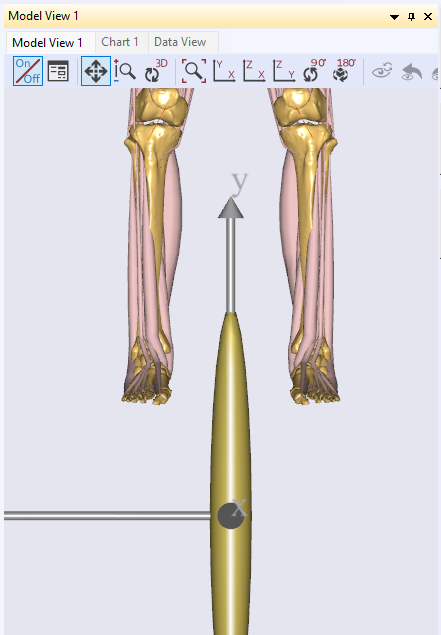 Model View 1
Model View 1 Chart 1 Data View
On Off 3D Y X Z X Z Y 90° 180°
y
x